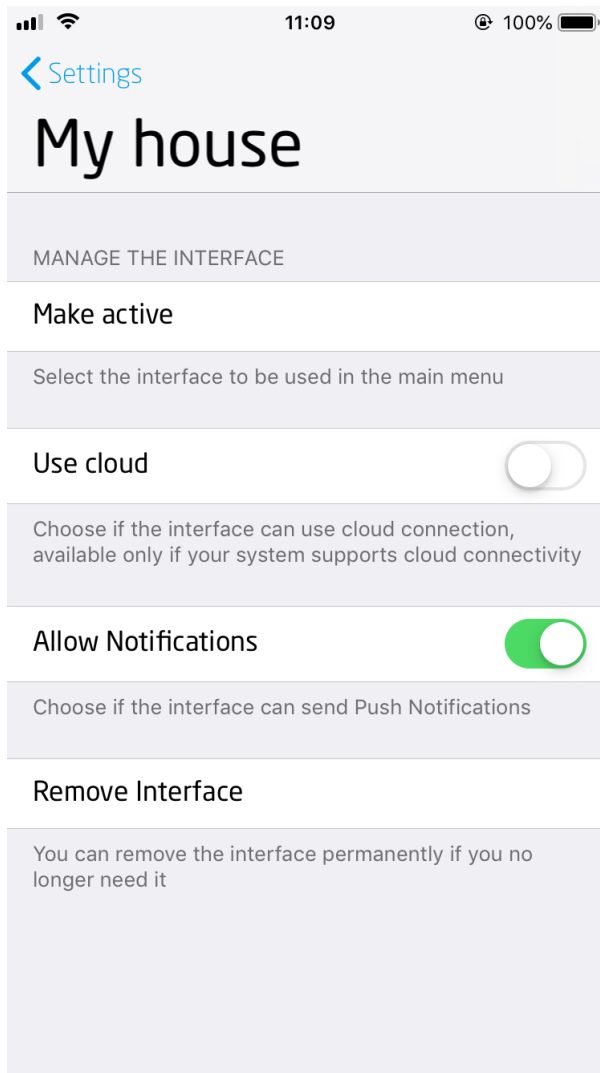 11:09
100%
Settings
My house
MANAGE THE INTERFACE
Make active
Select the interface to be used in the main menu
Use cloud
Choose if the interface can use cloud connection,
available only if your system supports cloud connectivity
Allow Notifications
Choose if the interface can send Push Notifications
Remove Interface
You can remove the interface permanently if you no
longer need it